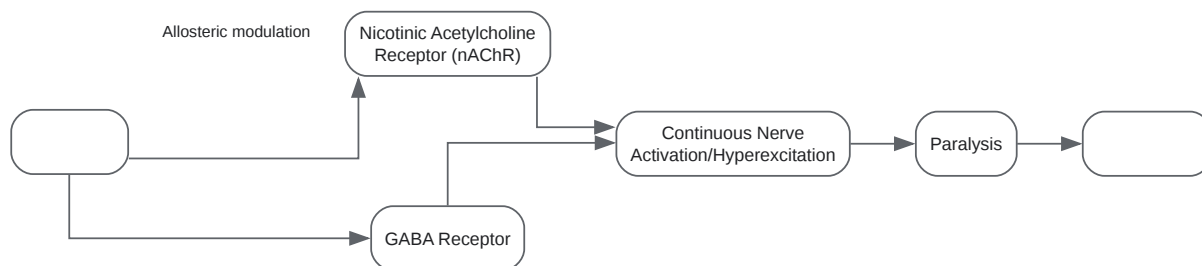 Allosteric modulation
Nicotinic Acetylcholine
Receptor (nAChR)
Continuous Nerve
Activation/Hyperexcitation
Paralysis
GABA Receptor